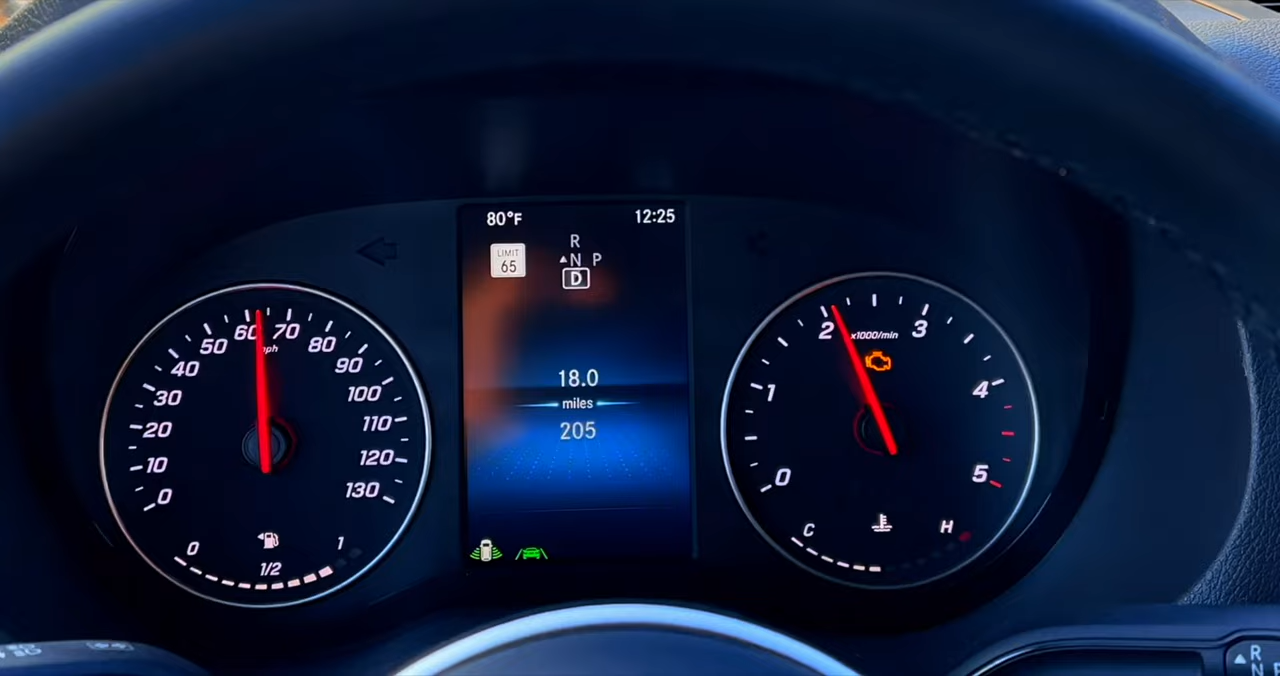 80°F 12:25
LIMIT
65
R
N P
D
18.0
miles
205
0
10
20
30
40
50
60
70
80
90
100
110
120
130
mph
0 1/2 1
0
1
2
3
4
5
x1000/min
C H
R
N P